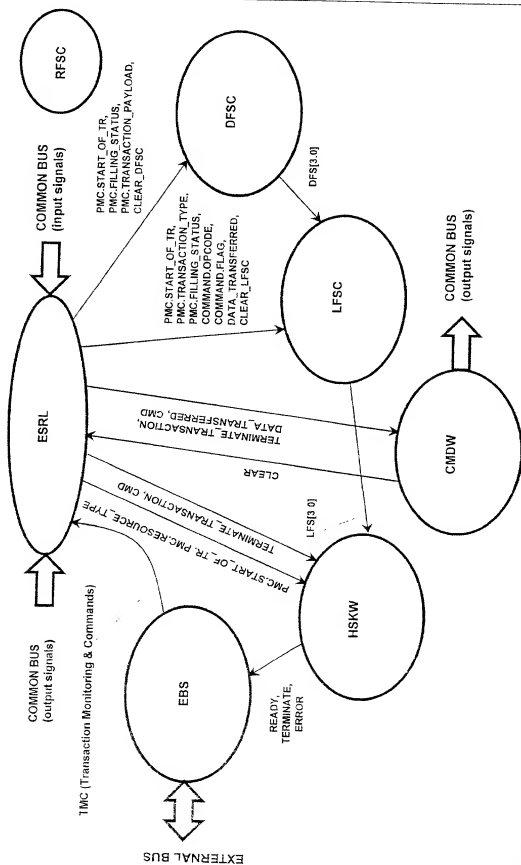 RFSC
COMMON BUS
(input signals)
PMC.START_OF_TR,
PMC.FILLING_STATUS,
PMC.TRANSACTION_PAYLOAD,
CLEAR_DFSC
DFSC
DFS[3.0]
ESRL
PMC.START_OF_TR,
PMC.TRANSACTION_TYPE,
PMC.FILLING_STATUS,
COMMAND.OPCODE,
COMMAND.FLAG,
DATA_TRANSFERRED,
CLEAR_LFSC
LFSC
COMMON BUS
(output signals)
TERMINATE_TRANSACTION,
DATA_TRANSFERRED, CMD
CLEAR
CMDW
LFS[3 0]
TERMINATE_TRANSACTION, CMD
PMC.START_OF_TR, PMC.RESOURCE_TYPE
HSKW
COMMON BUS
(output signals)
TMC (Transaction Monitoring & Commands)
EBS
READY,
TERMINATE,
ERROR
EXTERNAL BUS